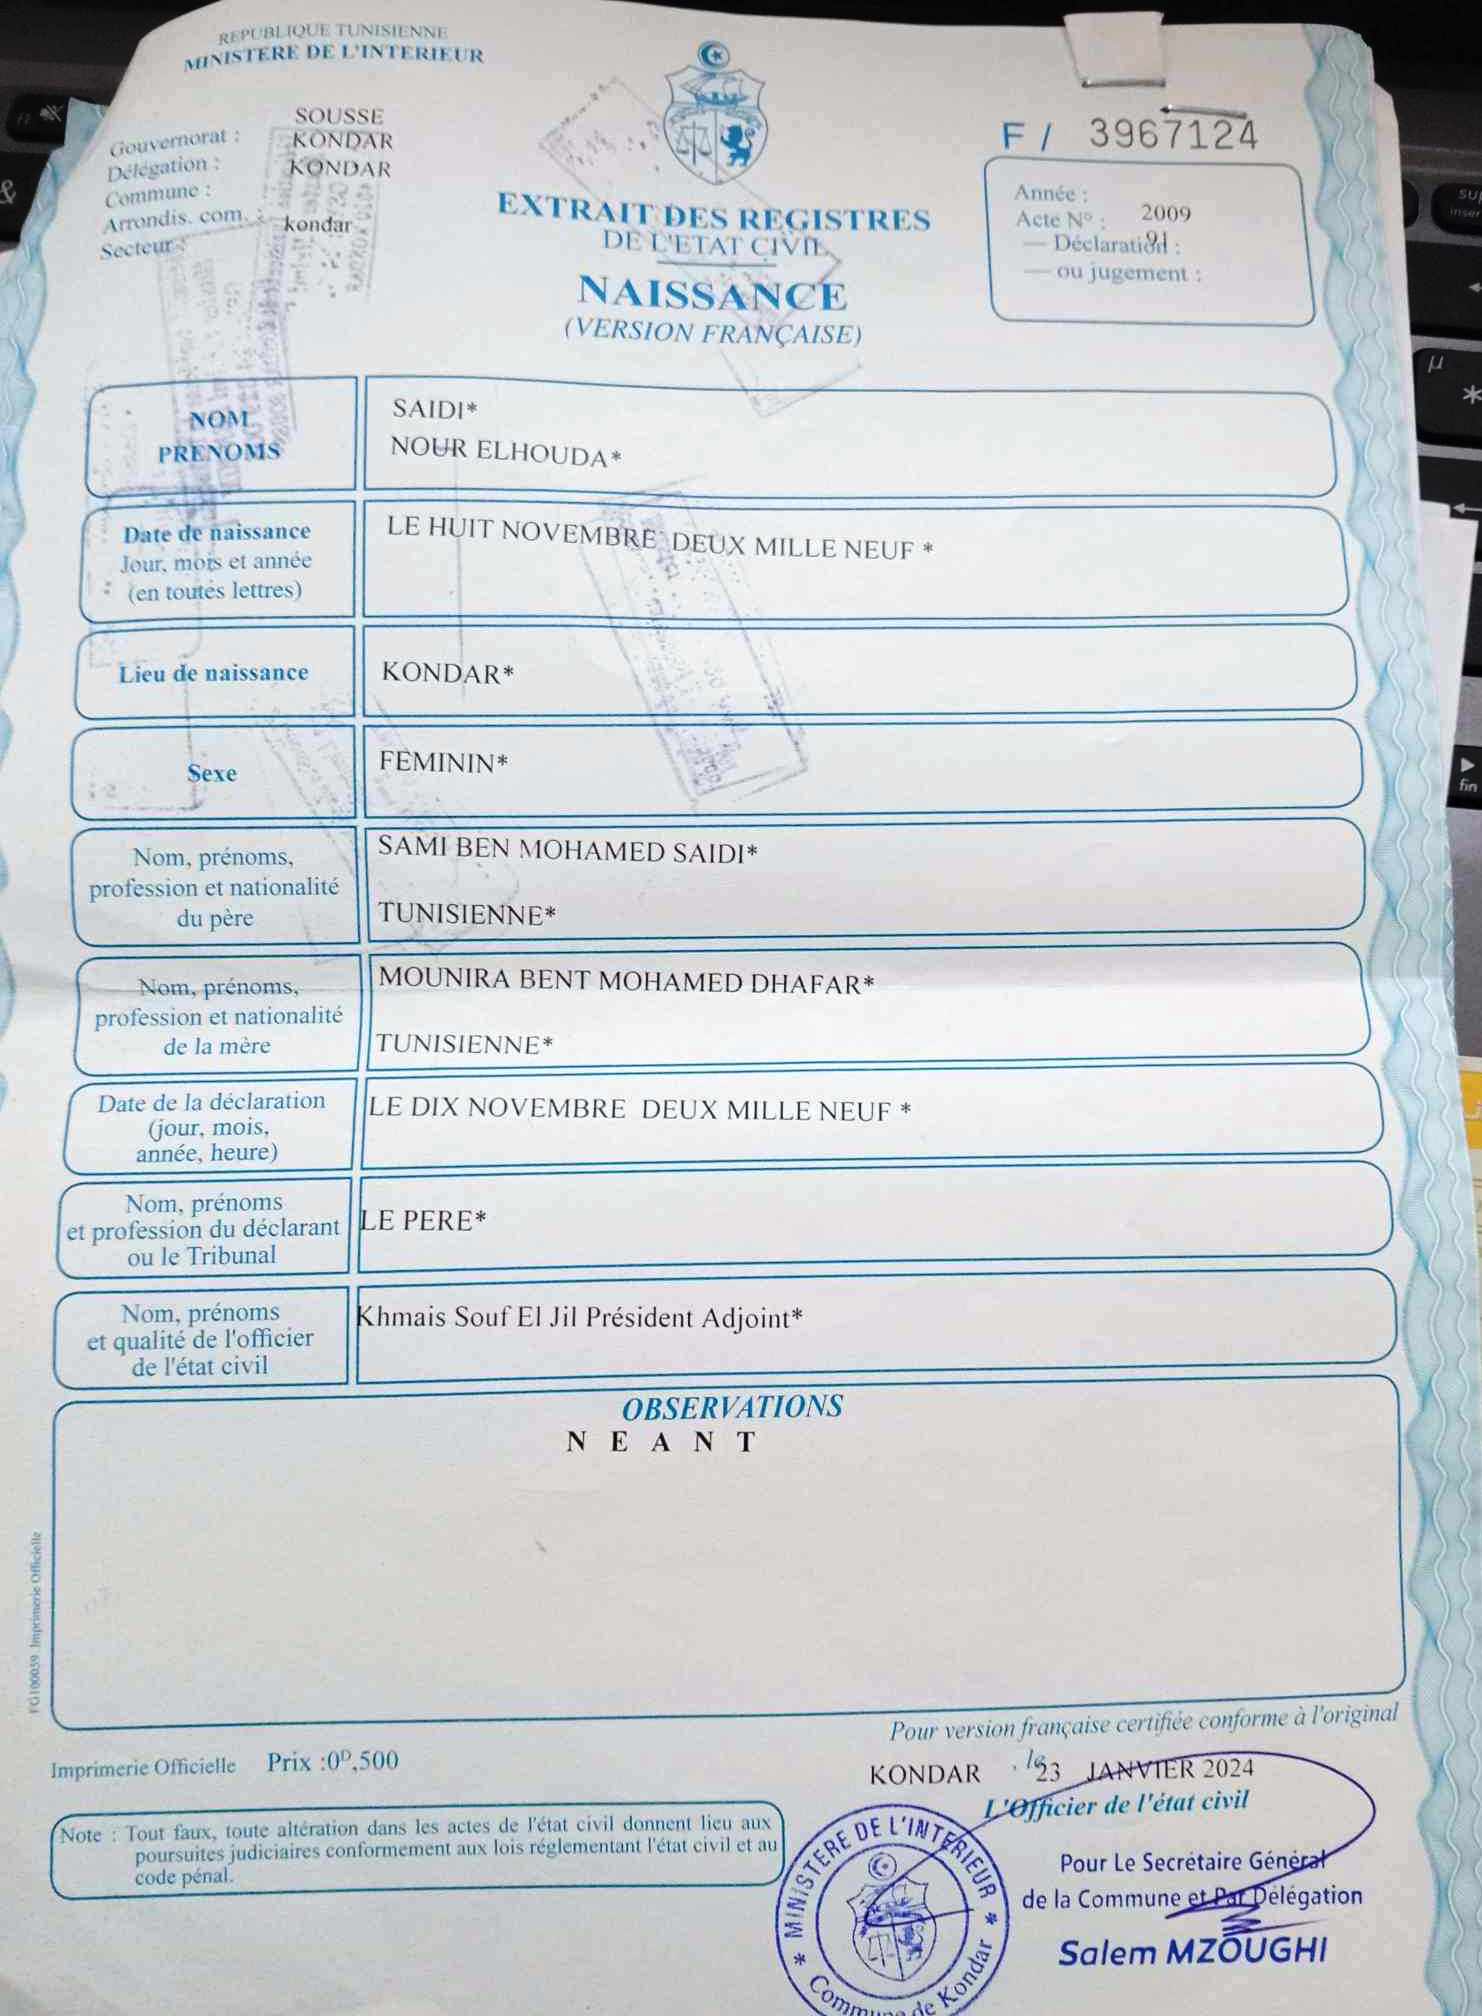 REPUBLIQUE TUNISIENNE
MINISTERE DE L'INTERIEUR
Gouvernorat : SOUSSE
Délégation : KONDAR
Commune : KONDAR
Arrondis. com. :
Secteur : kondar
EXTRAIT DES REGISTRES
DE L'ETAT CIVIL
NAISSANCE
(VERSION FRANÇAISE)
F / 3967124
Année : 2009
Acte N° : 91
— Déclaration :
— ou jugement :
NOM SAIDI*
PRENOMS NOUR ELHOUDA*
Date de naissance
Jour, mois et année
(en toutes lettres)
LE HUIT NOVEMBRE DEUX MILLE NEUF *
Lieu de naissance KONDAR*
Sexe FEMININ*
Nom, prénoms,
profession et nationalité
du père
SAMI BEN MOHAMED SAIDI*
TUNISIENNE*
Nom, prénoms,
profession et nationalité
de la mère
MOUNIRA BENT MOHAMED DHAFAR*
TUNISIENNE*
Date de la déclaration
(jour, mois,
année, heure)
LE DIX NOVEMBRE DEUX MILLE NEUF *
Nom, prénoms
et profession du déclarant
ou le Tribunal
LE PERE*
Nom, prénoms
et qualité de l'officier
de l'état civil
Khmais Souf El Jil Président Adjoint*
OBSERVATIONS
N E A N T
FG100039 Imprimerie Officielle
Pour version française certifiée conforme à l'original
Imprimerie Officielle Prix :0ᴰ,500
KONDAR , le 23 JANVIER 2024
L'Officier de l'état civil
Note : Tout faux, toute altération dans les actes de l'état civil donnent lieu aux
poursuites judiciaires conformement aux lois réglementant l'état civil et au
code pénal.
Pour Le Secrétaire Général
de la Commune et Par Délégation
Salem MZOUGHI
* MINISTERE DE L'INTERIEUR *
Commune de Kondar